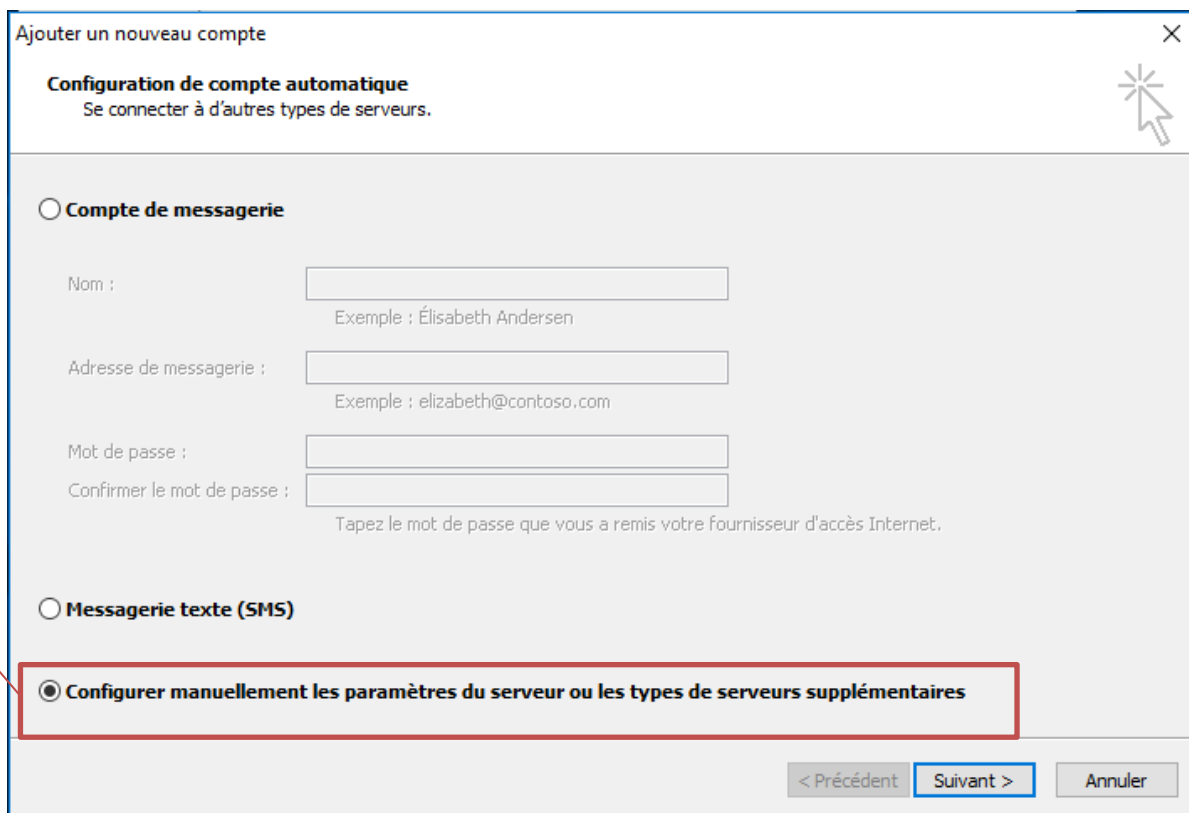 Ajouter un nouveau compte
Configuration de compte automatique
Se connecter à d’autres types de serveurs.
Compte de messagerie
Nom :
Exemple : Élisabeth Andersen
Adresse de messagerie :
Exemple : elizabeth@contoso.com
Mot de passe :
Confirmer le mot de passe :
Tapez le mot de passe que vous a remis votre fournisseur d'accès Internet.
Messagerie texte (SMS)
Configurer manuellement les paramètres du serveur ou les types de serveurs supplémentaires
< Précédent Suivant > Annuler